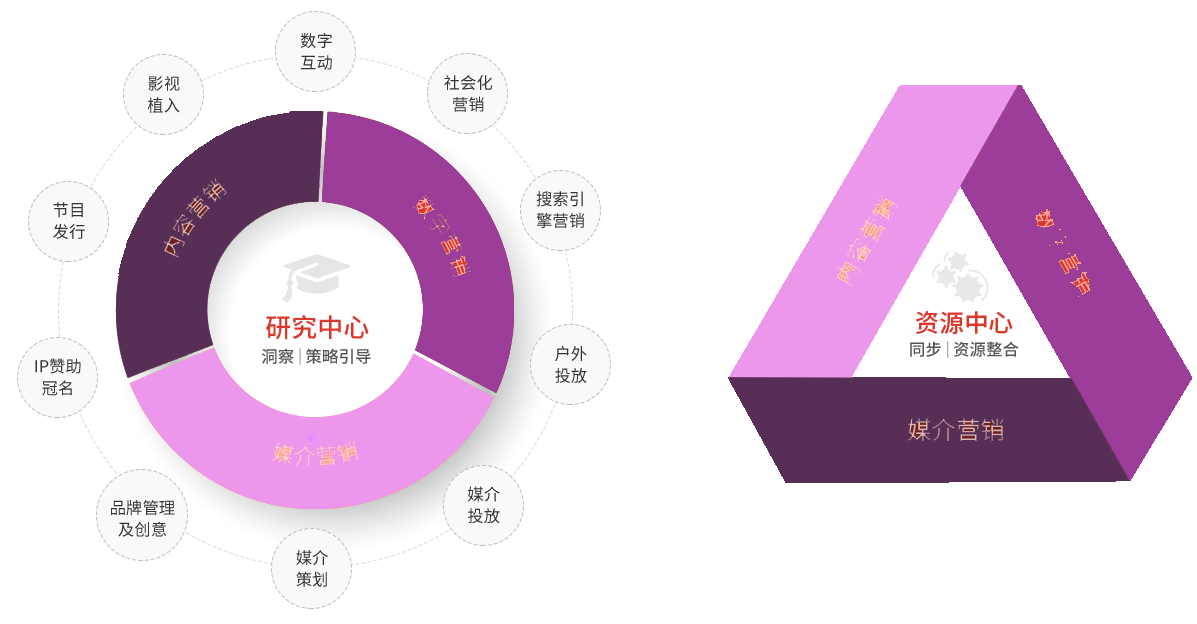 数字
互动
社会化
营销
搜索引
擎营销
户外
投放
媒介
投放
媒介
策划
品牌管理
及创意
IP赞助
冠名
节目
发行
影视
植入
内容营销
数字营销
媒介营销
研究中心
洞察|策略引导
内容营销
数字营销
媒介营销
资源中心
同步|资源整合